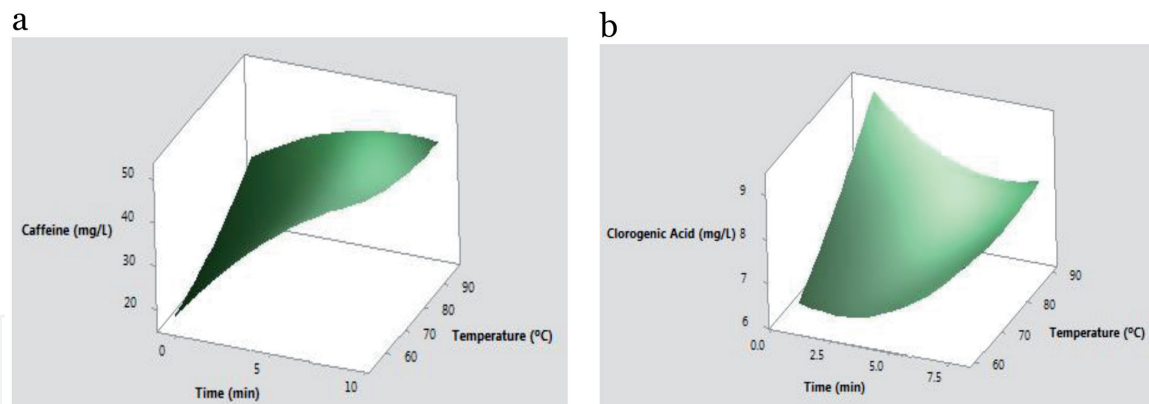 a
50
40
30
20
Caffeine (mg/L)
0
5
10
Time (min)
60
70
80
90
Temperature (ºC)
b
9
8
7
6
Clorogenic Acid (mg/L)
0.0
2.5
5.0
7.5
Time (min)
60
70
80
90
Temperature (ºC)